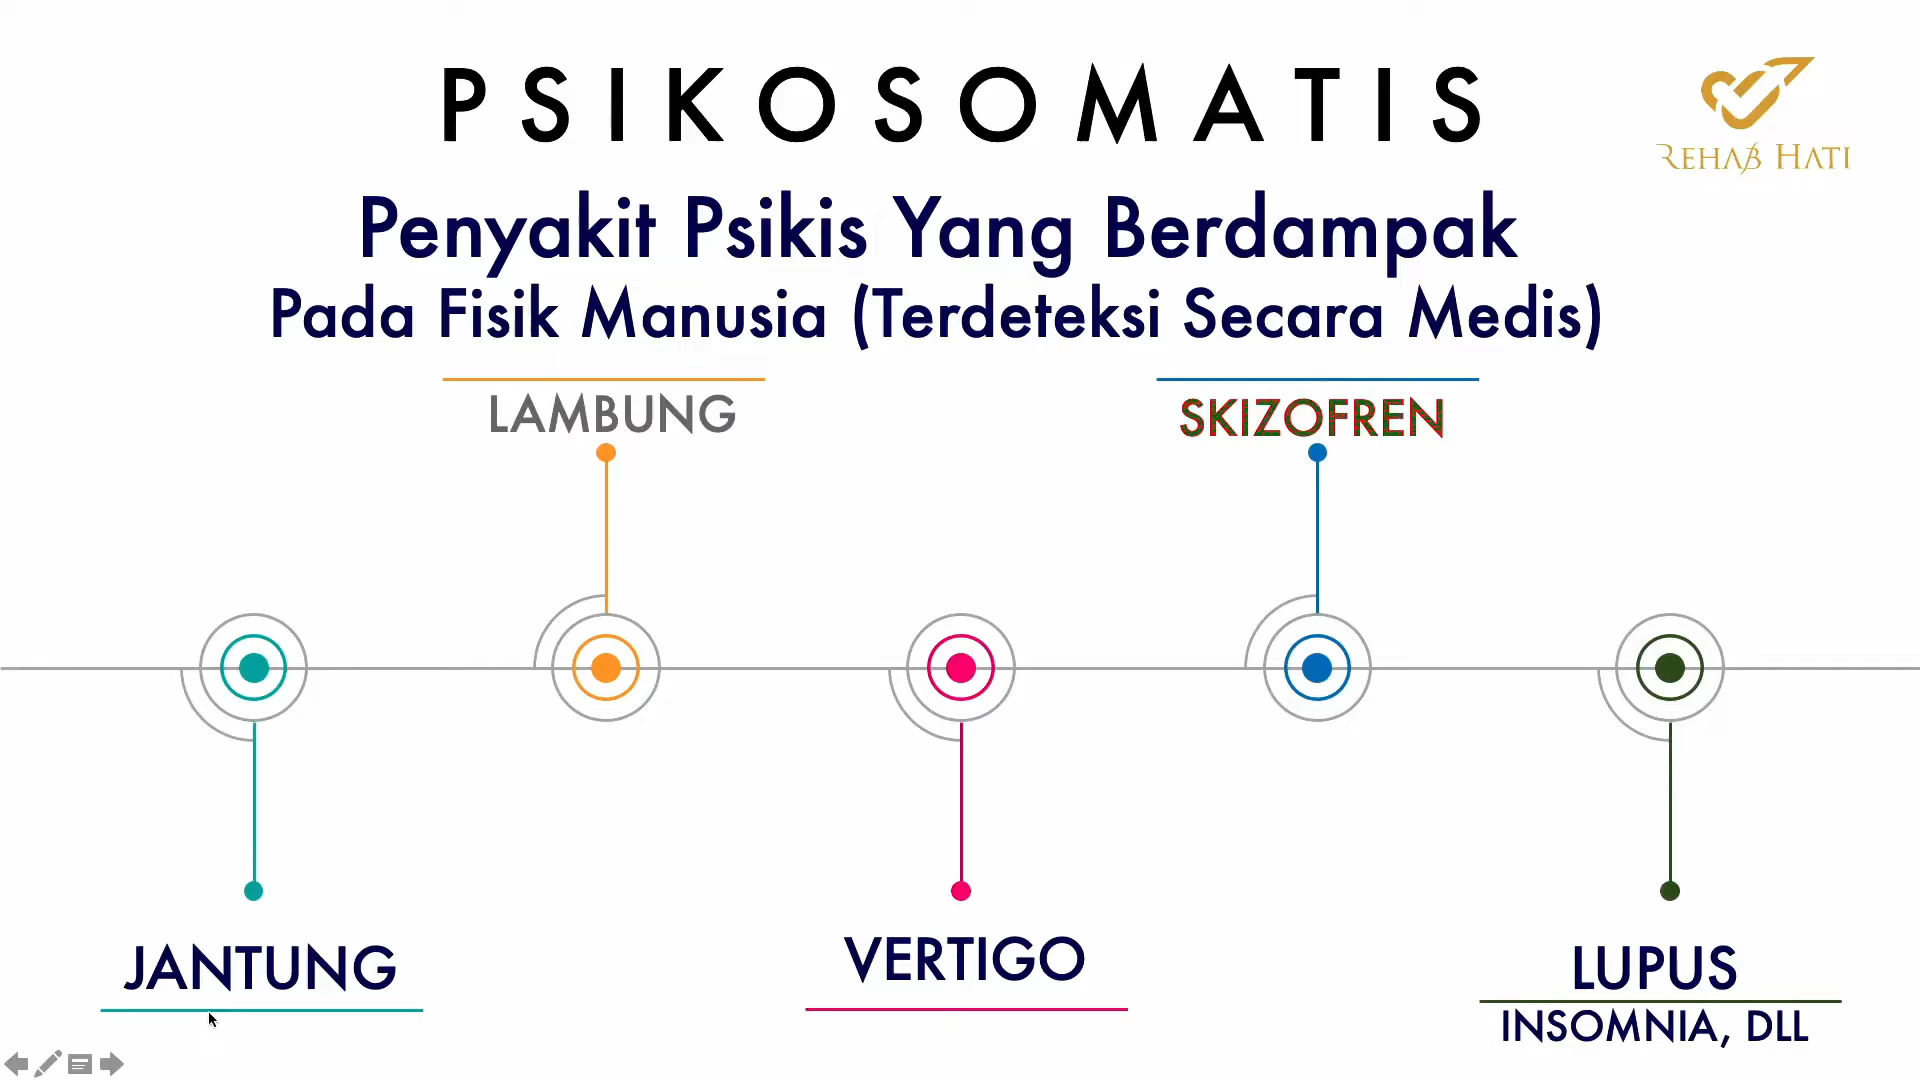 PSIKOSOMATIS
REHAB HATI
Penyakit Psikis Yang Berdampak
Pada Fisik Manusia (Terdeteksi Secara Medis)
LAMBUNG
SKIZOFREN
JANTUNG
VERTIGO
LUPUS
INSOMNIA, DLL